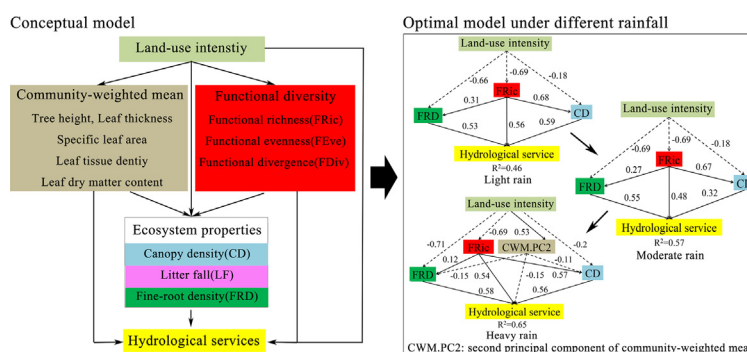 Conceptual model
Land-use intenstiy
Community-weighted mean
Tree height, Leaf thickness
Specific leaf area
Leaf tissue dentiy
Leaf dry matter content
Functional diversity
Functional richness(FRic)
Functional evenness(FEve)
Functional divergence(FDiv)
Ecosystem properties
Canopy density(CD)
Litter fall(LF)
Fine-root density(FRD)
Hydrological services
Optimal model under different rainfall
Land-use intensity
-0.66
-0.69
-0.18
FRic
FRD
0.31
0.68
CD
0.53
0.56
0.59
Hydrological service
R²=0.46
Light rain
Land-use intensity
-0.69
-0.69
-0.18
FRic
FRD
0.27
0.67
CD
0.55
0.48
0.32
Hydrological service
R²=0.57
Moderate rain
Land-use intensity
-0.71
-0.69
0.53
-0.2
FRic
CWM.PC2
FRD
0.12
-0.15
0.54
-0.15
-0.11
0.57
CD
0.58
0.56
Hydrological service
R²=0.65
Heavy rain
CWM.PC2: second principal component of community-weighted mea